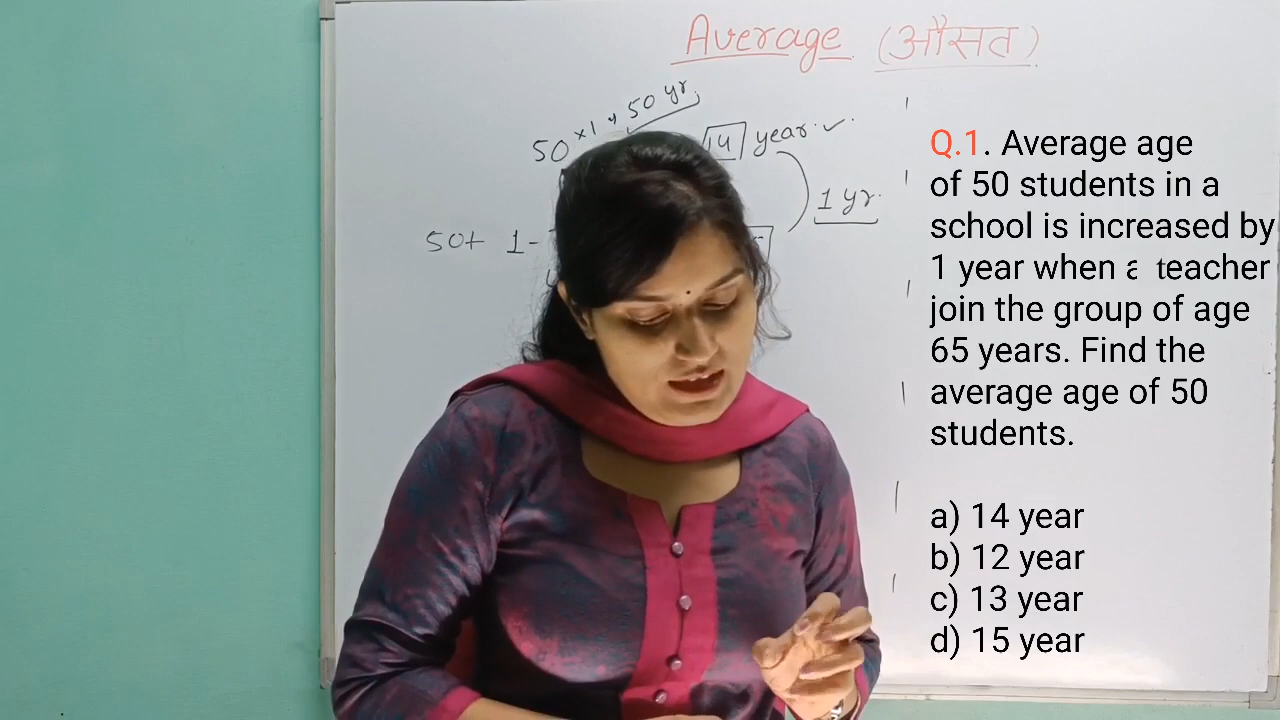 Average (औसत)
50 ×1 = 50 yr
14 year ✓
1 yr.
50+ 1-
Q.1. Average age
of 50 students in a
school is increased by
1 year when a teacher
join the group of age
65 years. Find the
average age of 50
students.
a) 14 year
b) 12 year
c) 13 year
d) 15 year